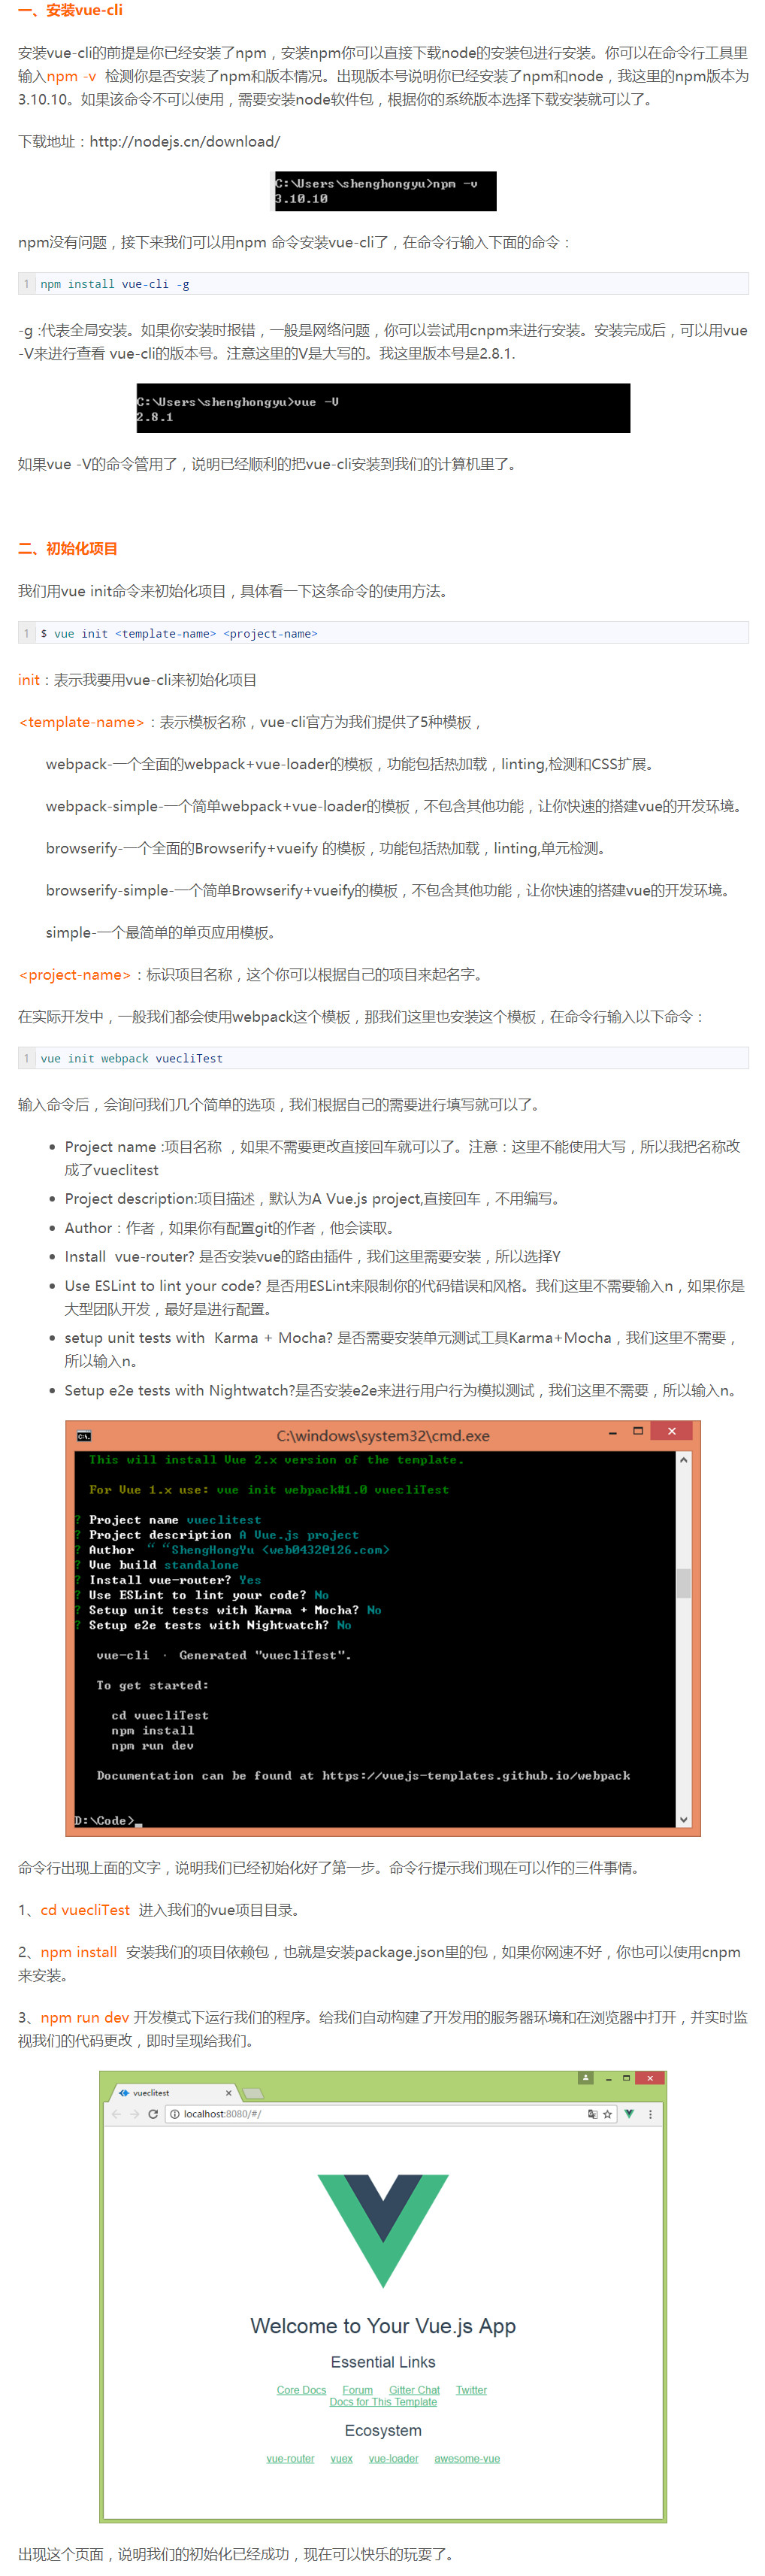 一、安装vue-cli
安装vue-cli的前提是你已经安装了npm，安装npm你可以直接下载node的安装包进行安装。你可以在命令行工具里
输入npm -v  检测你是否安装了npm和版本情况。出现版本号说明你已经安装了npm和node，我这里的npm版本为
3.10.10。如果该命令不可以使用，需要安装node软件包，根据你的系统版本选择下载安装就可以了。
下载地址：http://nodejs.cn/download/
C:\Users\shenghongyu>npm -v
3.10.10
npm没有问题，接下来我们可以用npm 命令安装vue-cli了，在命令行输入下面的命令：
1 npm install vue-cli -g
-g :代表全局安装。如果你安装时报错，一般是网络问题，你可以尝试用cnpm来进行安装。安装完成后，可以用vue
-V来进行查看 vue-cli的版本号。注意这里的V是大写的。我这里版本号是2.8.1.
C:\Users\shenghongyu>vue -V
2.8.1
如果vue -V的命令管用了，说明已经顺利的把vue-cli安装到我们的计算机里了。
二、初始化项目
我们用vue init命令来初始化项目，具体看一下这条命令的使用方法。
1 $ vue init <template-name> <project-name>
init：表示我要用vue-cli来初始化项目
<template-name>：表示模板名称，vue-cli官方为我们提供了5种模板，
webpack-一个全面的webpack+vue-loader的模板，功能包括热加载，linting,检测和CSS扩展。
webpack-simple-一个简单webpack+vue-loader的模板，不包含其他功能，让你快速的搭建vue的开发环境。
browserify-一个全面的Browserify+vueify 的模板，功能包括热加载，linting,单元检测。
browserify-simple-一个简单Browserify+vueify的模板，不包含其他功能，让你快速的搭建vue的开发环境。
simple-一个最简单的单页应用模板。
<project-name>：标识项目名称，这个你可以根据自己的项目来起名字。
在实际开发中，一般我们都会使用webpack这个模板，那我们这里也安装这个模板，在命令行输入以下命令：
1 vue init webpack vuecliTest
输入命令后，会询问我们几个简单的选项，我们根据自己的需要进行填写就可以了。
Project name :项目名称 ，如果不需要更改直接回车就可以了。注意：这里不能使用大写，所以我把名称改
成了vueclitest
Project description:项目描述，默认为A Vue.js project,直接回车，不用编写。
Author：作者，如果你有配置git的作者，他会读取。
Install  vue-router? 是否安装vue的路由插件，我们这里需要安装，所以选择Y
Use ESLint to lint your code? 是否用ESLint来限制你的代码错误和风格。我们这里不需要输入n，如果你是
大型团队开发，最好是进行配置。
setup unit tests with  Karma + Mocha? 是否需要安装单元测试工具Karma+Mocha，我们这里不需要，
所以输入n。
Setup e2e tests with Nightwatch?是否安装e2e来进行用户行为模拟测试，我们这里不需要，所以输入n。
C:\windows\system32\cmd.exe
This will install Vue 2.x version of the template.
For Vue 1.x use: vue init webpack#1.0 vuecliTest
? Project name vueclitest
? Project description A Vue.js project
? Author “ “ShengHongYu <web0432@126.com>
? Vue build standalone
? Install vue-router? Yes
? Use ESLint to lint your code? No
? Setup unit tests with Karma + Mocha? No
? Setup e2e tests with Nightwatch? No
vue-cli · Generated "vuecliTest".
To get started:
cd vuecliTest
npm install
npm run dev
Documentation can be found at https://vuejs-templates.github.io/webpack
D:\Code>_
命令行出现上面的文字，说明我们已经初始化好了第一步。命令行提示我们现在可以作的三件事情。
1、cd vuecliTest  进入我们的vue项目目录。
2、npm install  安装我们的项目依赖包，也就是安装package.json里的包，如果你网速不好，你也可以使用cnpm
来安装。
3、npm run dev 开发模式下运行我们的程序。给我们自动构建了开发用的服务器环境和在浏览器中打开，并实时监
视我们的代码更改，即时呈现给我们。
vueclitest
localhost:8080/#/
Welcome to Your Vue.js App
Essential Links
Core Docs Forum Gitter Chat Twitter
Docs for This Template
Ecosystem
vue-router vuex vue-loader awesome-vue
出现这个页面，说明我们的初始化已经成功，现在可以快乐的玩耍了。